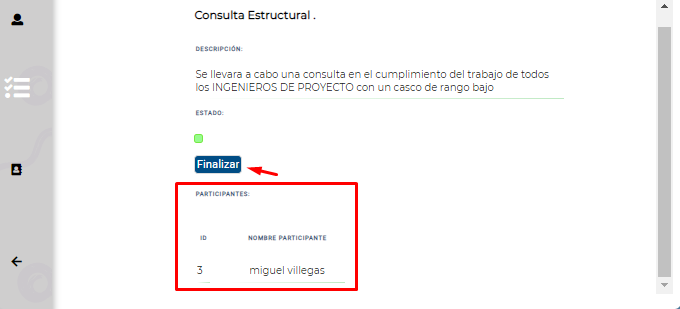 Consulta Estructural .
DESCRIPCIÓN:
Se llevara a cabo una consulta en el cumplimiento del trabajo de todos
los INGENIEROS DE PROYECTO con un casco de rango bajo
ESTADO:
Finalizar
PARTICIPANTES:
ID NOMBRE PARTICIPANTE
3 miguel villegas